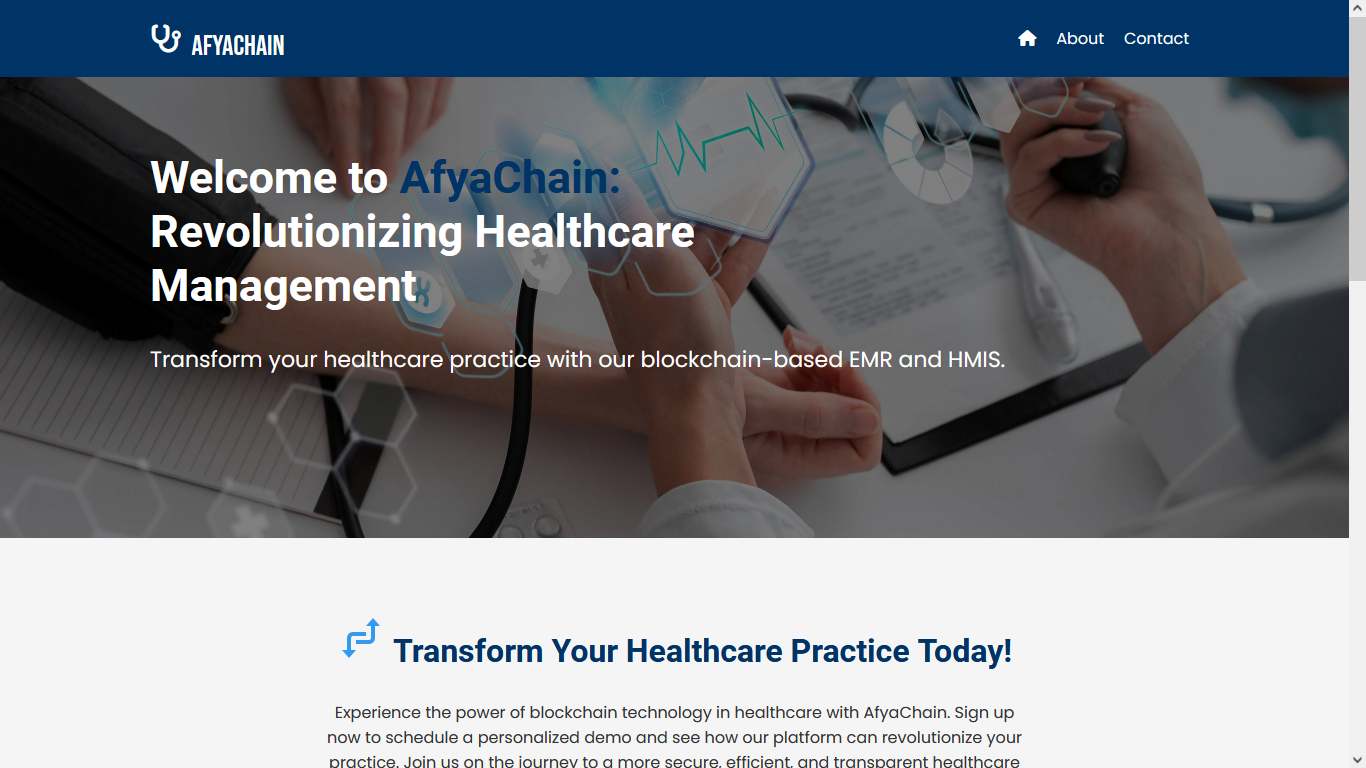 AFYACHAIN
About
Contact
Welcome to AfyaChain:
Revolutionizing Healthcare
Management
Transform your healthcare practice with our blockchain-based EMR and HMIS.
Transform Your Healthcare Practice Today!
Experience the power of blockchain technology in healthcare with AfyaChain. Sign up
now to schedule a personalized demo and see how our platform can revolutionize your
practice. Join us on the journey to a more secure, efficient, and transparent healthcare